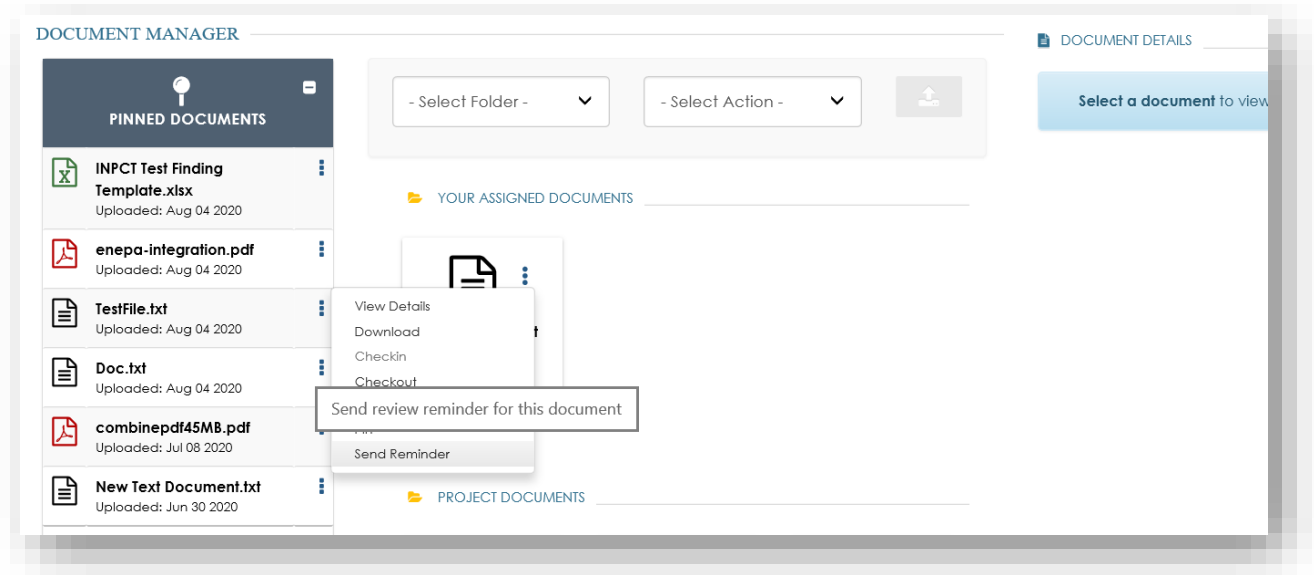 DOCUMENT MANAGER
PINNED DOCUMENTS
INPCT Test Finding
Template.xlsx
Uploaded: Aug 04 2020
enepa-integration.pdf
Uploaded: Aug 04 2020
TestFile.txt
Uploaded: Aug 04 2020
Doc.txt
Uploaded: Aug 04 2020
combinepdf45MB.pdf
Uploaded: Jul 08 2020
New Text Document.txt
Uploaded: Jun 30 2020
- Select Folder -
- Select Action -
YOUR ASSIGNED DOCUMENTS
View Details
Download
Checkin
Checkout
Send review reminder for this document
Send Reminder
PROJECT DOCUMENTS
DOCUMENT DETAILS
Select a document to view